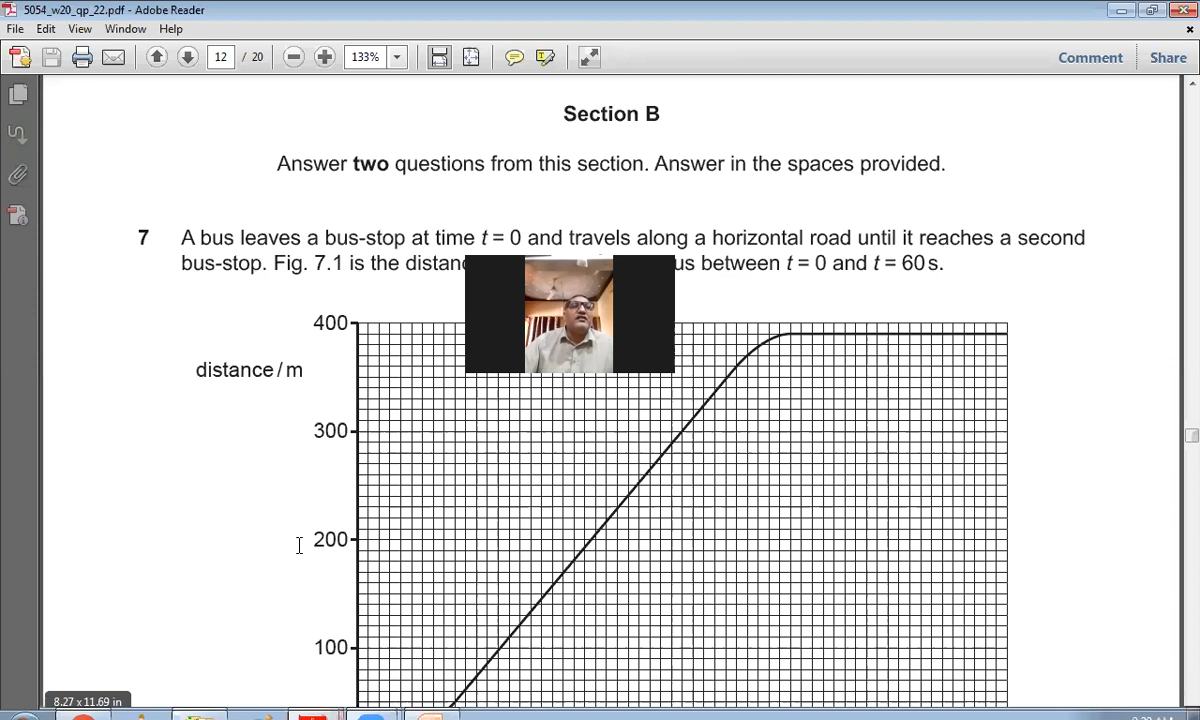 5054_w20_qp_22.pdf - Adobe Reader
File Edit View Window Help
12 / 20 133% Comment Share
Section B
Answer two questions from this section. Answer in the spaces provided.
7 A bus leaves a bus-stop at time t = 0 and travels along a horizontal road until it reaches a second
bus-stop. Fig. 7.1 is the between t = 0 and t = 60 s.
400
distance / m
300
200
100
8.27 x 11.69 in